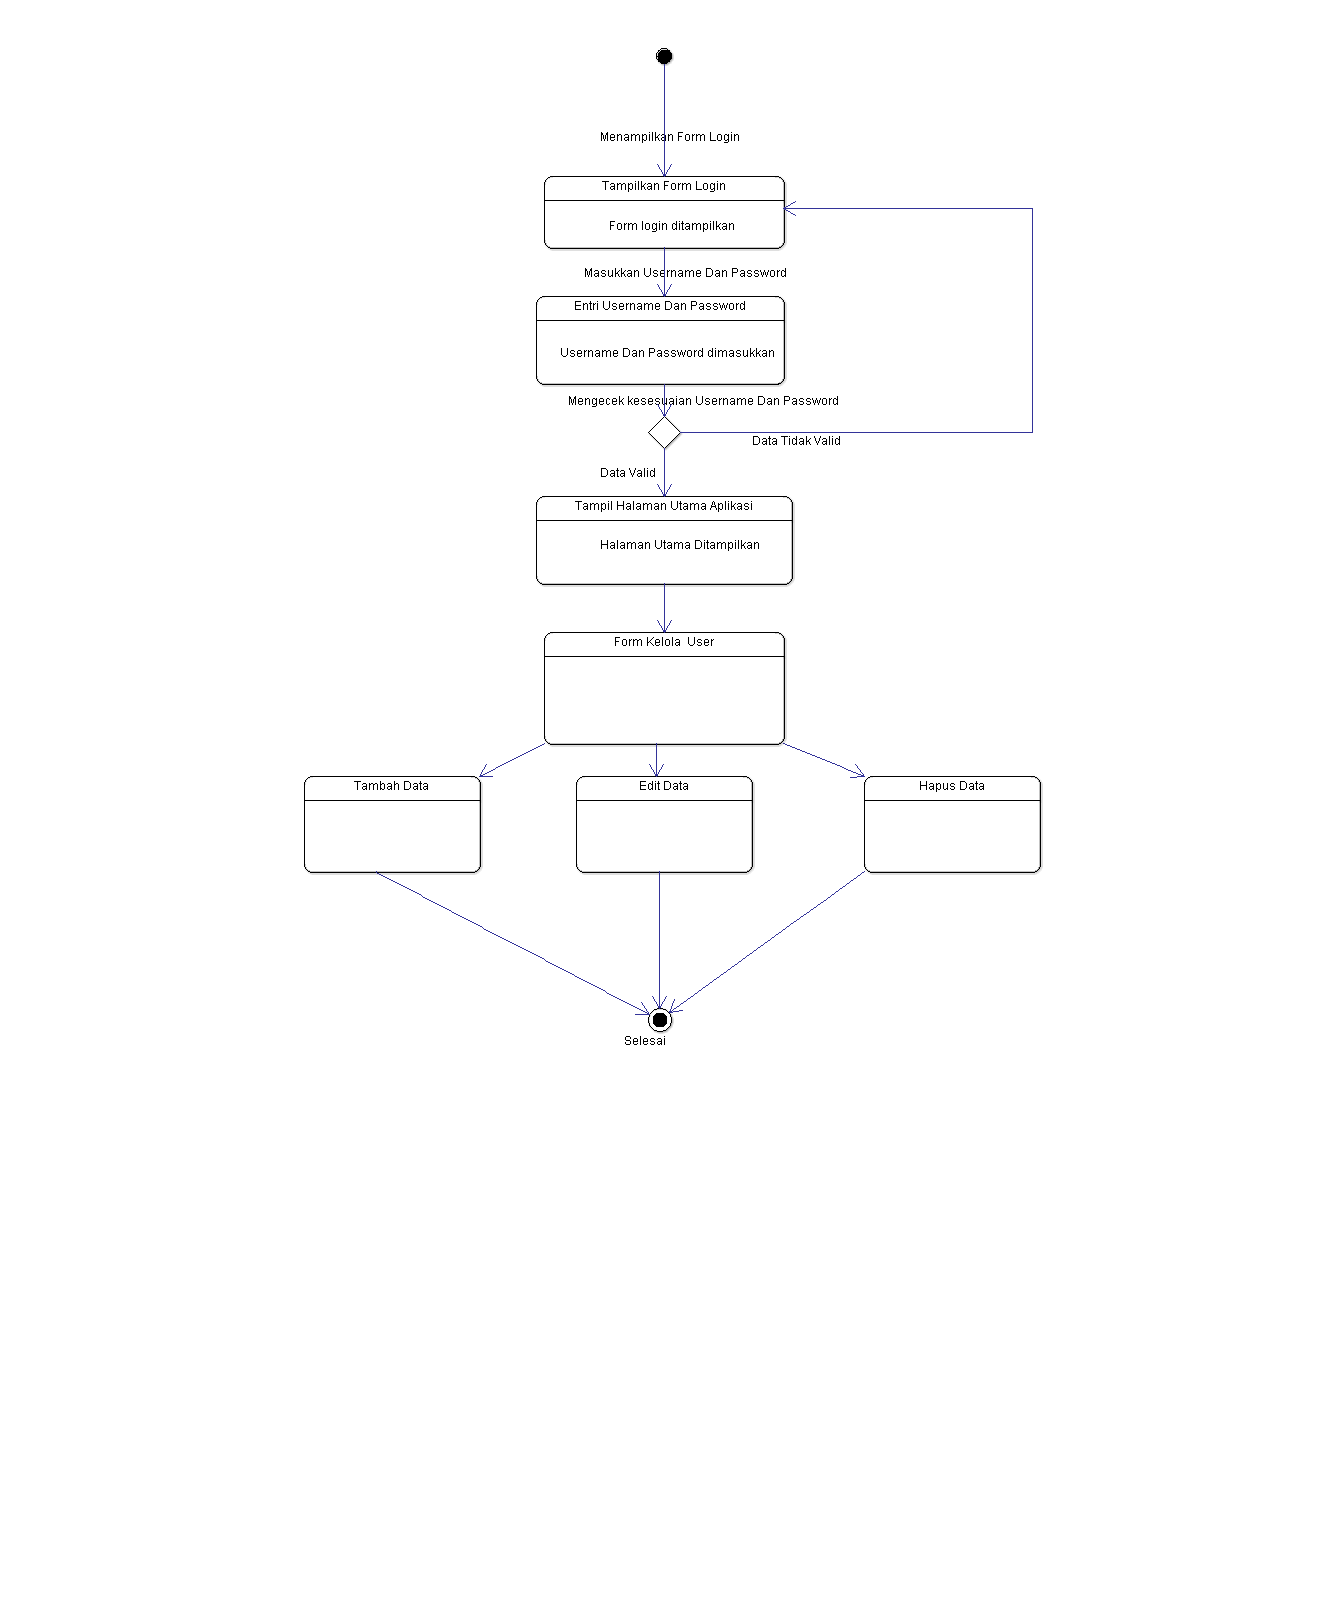 Menampilkan Form Login
Tampilkan Form Login
Form login ditampilkan
Masukkan Username Dan Password
Entri Username Dan Password
Username Dan Password dimasukkan
Mengecek kesesuaian Username Dan Password
Data Tidak Valid
Data Valid
Tampil Halaman Utama Aplikasi
Halaman Utama Ditampilkan
Form Kelola  User
Tambah Data
Edit Data
Hapus Data
Selesai